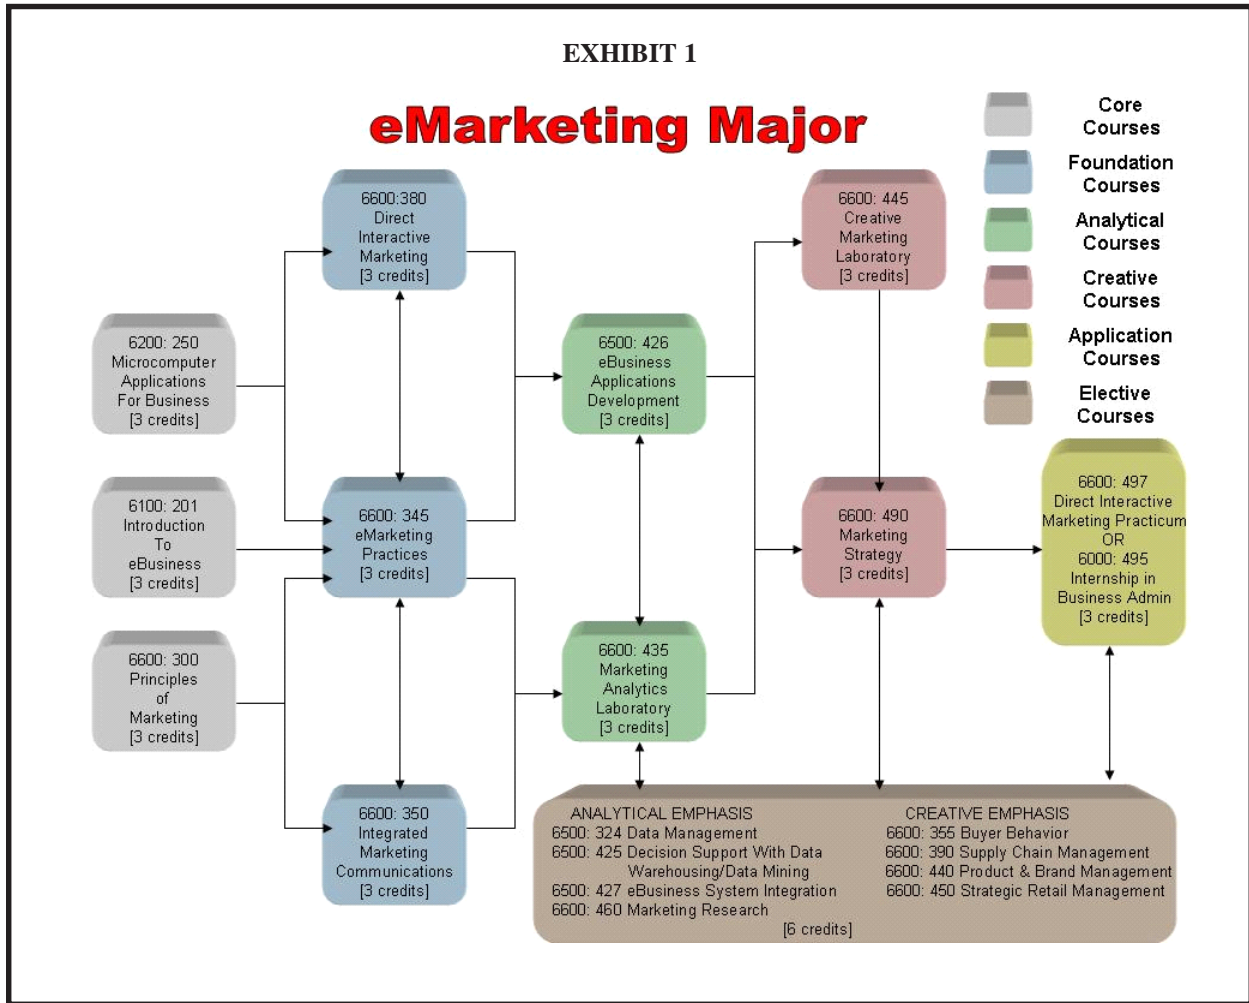 EXHIBIT 1
eMarketing Major
Core
Courses
Foundation
Courses
Analytical
Courses
Creative
Courses
Application
Courses
Elective
Courses
6600:380
Direct
Interactive
Marketing
[3 credits]
6600: 445
Creative
Marketing
Laboratory
[3 credits]
6200: 250
Microcomputer
Applications
For Business
[3 credits]
6500: 426
eBusiness
Applications
Development
[3 credits]
6100: 201
Introduction
To
eBusiness
[3 credits]
6600: 345
eMarketing
Practices
[3 credits]
6600: 490
Marketing
Strategy
[3 credits]
6600: 497
Direct Interactive
Marketing Practicum
OR
6000: 495
Internship in
Business Admin
[3 credits]
6600: 300
Principles
of
Marketing
[3 credits]
6600: 435
Marketing
Analytics
Laboratory
[3 credits]
6600: 350
Integrated
Marketing
Communications
[3 credits]
ANALYTICAL EMPHASIS
6500: 324 Data Management
6500: 425 Decision Support With Data
Warehousing/Data Mining
6500: 427 eBusiness System Integration
6600: 460 Marketing Research
CREATIVE EMPHASIS
6600: 355 Buyer Behavior
6600: 390 Supply Chain Management
6600: 440 Product & Brand Management
6600: 450 Strategic Retail Management
[6 credits]